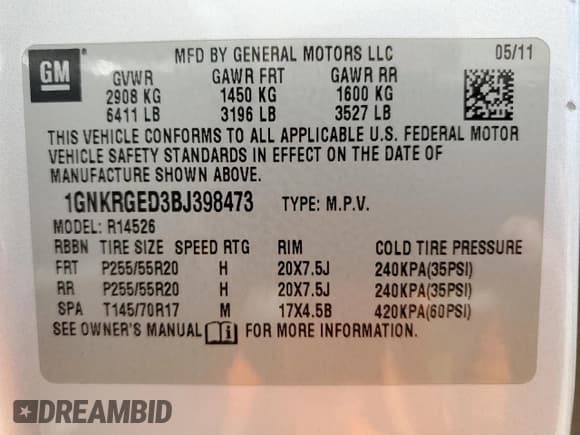 GM
MFD BY GENERAL MOTORS LLC 05/11
GVWR GAWR FRT GAWR RR
2908 KG 1450 KG 1600 KG
6411 LB 3196 LB 3527 LB
THIS VEHICLE CONFORMS TO ALL APPLICABLE U.S. FEDERAL MOTOR
VEHICLE SAFETY STANDARDS IN EFFECT ON THE DATE OF
MANUFACTURE SHOWN ABOVE.
1GNKRGED3BJ398473 TYPE: M.P.V.
MODEL: R14526
RBBN TIRE SIZE SPEED RTG RIM COLD TIRE PRESSURE
FRT P255/55R20 H 20X7.5J 240KPA(35PSI)
RR P255/55R20 H 20X7.5J 240KPA(35PSI)
SPA T145/70R17 M 17X4.5B 420KPA(60PSI)
SEE OWNER'S MANUAL FOR MORE INFORMATION.
DREAMBID